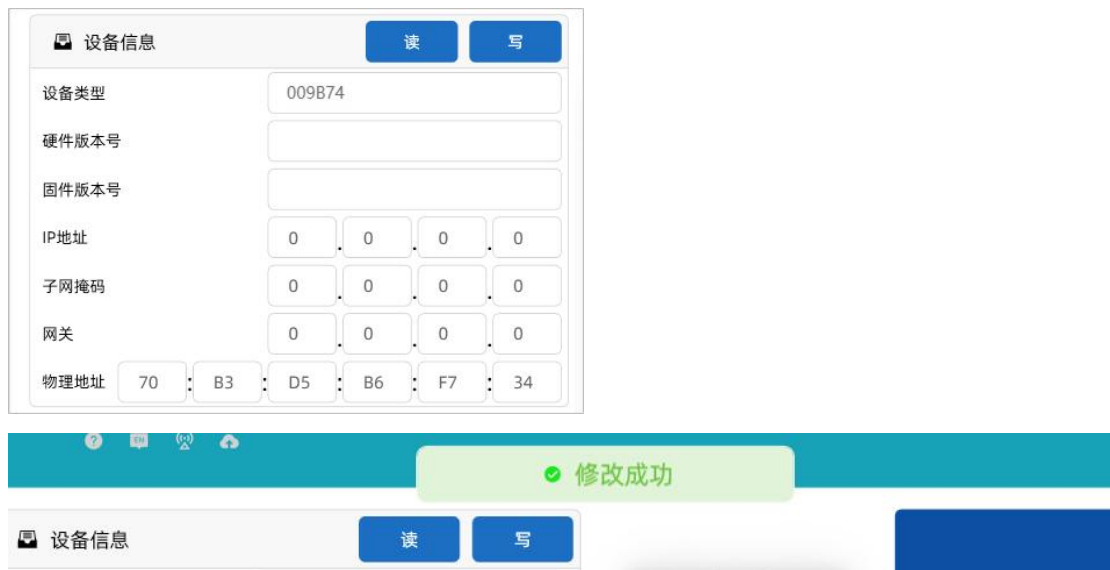 设备信息 读 写
设备类型 009B74
硬件版本号
固件版本号
IP地址 0 . 0 . 0 . 0
子网掩码 0 . 0 . 0 . 0
网关 0 . 0 . 0 . 0
物理地址 70 : B3 : D5 : B6 : F7 : 34
? EN
修改成功
设备信息 读 写